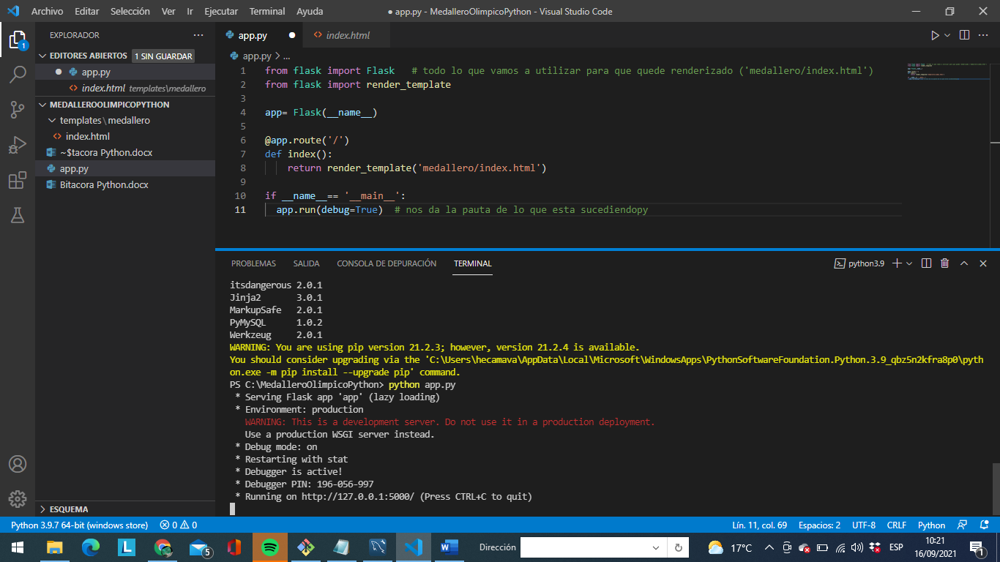 Archivo Editar Selección Ver Ir Ejecutar Terminal Ayuda
● app.py - MedalleroOlimpicoPython - Visual Studio Code
EXPLORADOR
EDITORES ABIERTOS 1 SIN GUARDAR
app.py
index.html templates\medallero
MEDALLEROOLIMPICOPYTHON
templates\medallero
index.html
~$tacora Python.docx
app.py
Bitacora Python.docx
ESQUEMA
1
app.py
index.html
app.py > ...
1 from flask import Flask   # todo lo que vamos a utilizar para que quede renderizado ('medallero/index.html')
2 from flask import render_template
3
4 app= Flask(__name__)
5
6 @app.route('/')
7 def index():
8     return render_template('medallero/index.html')
9
10 if __name__== '__main__':
11   app.run(debug=True)  # nos da la pauta de lo que esta sucediendopy
PROBLEMAS SALIDA CONSOLA DE DEPURACIÓN TERMINAL
python3.9
itsdangerous 2.0.1
Jinja2       3.0.1
MarkupSafe   2.0.1
PyMySQL      1.0.2
Werkzeug     2.0.1
WARNING: You are using pip version 21.2.3; however, version 21.2.4 is available.
You should consider upgrading via the 'C:\Users\hecamava\AppData\Local\Microsoft\WindowsApps\PythonSoftwareFoundation.Python.3.9_qbz5n2kfra8p0\pyth
on.exe -m pip install --upgrade pip' command.
PS C:\MedalleroOlimpicoPython> python app.py
 * Serving Flask app 'app' (lazy loading)
 * Environment: production
   WARNING: This is a development server. Do not use it in a production deployment.
   Use a production WSGI server instead.
 * Debug mode: on
 * Restarting with stat
 * Debugger is active!
 * Debugger PIN: 196-056-997
 * Running on http://127.0.0.1:5000/ (Press CTRL+C to quit)
Python 3.9.7 64-bit (windows store) 0 0
Lín. 11, col. 69 Espacios: 2 UTF-8 CRLF Python
L
5
W
Dirección
17°C
ESP
10:21
16/09/2021
1